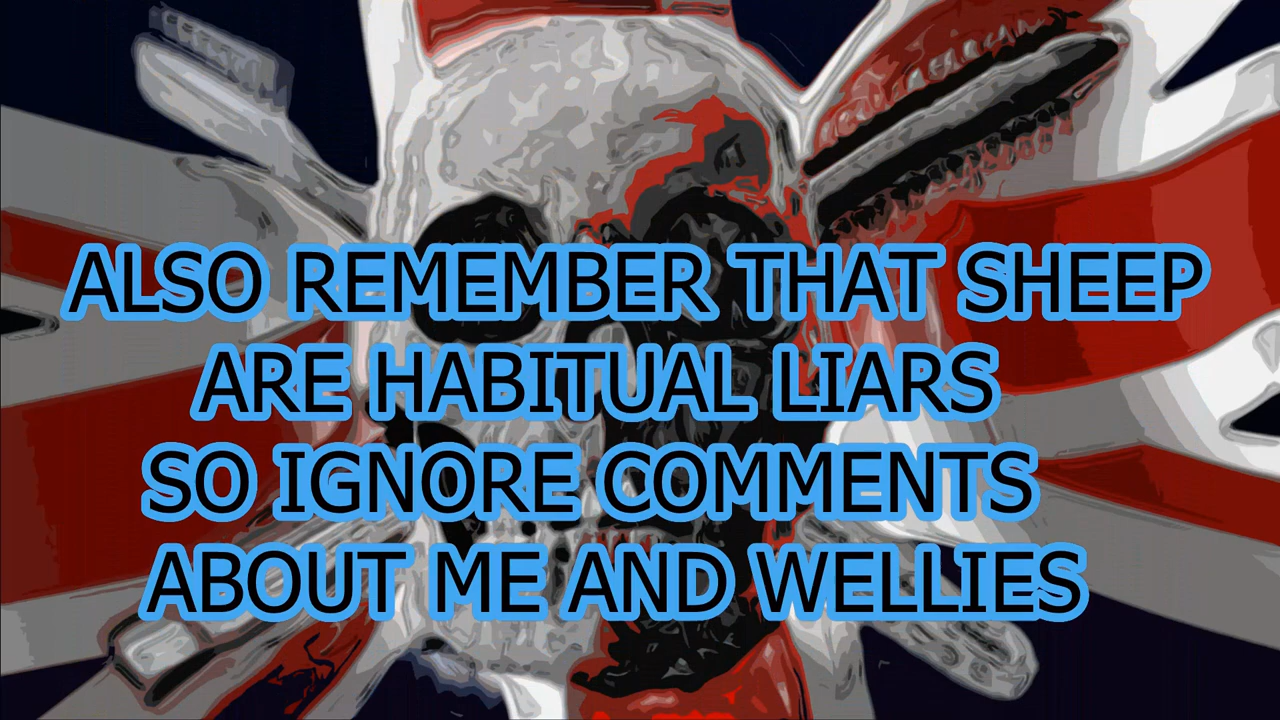 ALSO REMEMBER THAT SHEEP
ARE HABITUAL LIARS
SO IGNORE COMMENTS
ABOUT ME AND WELLIES